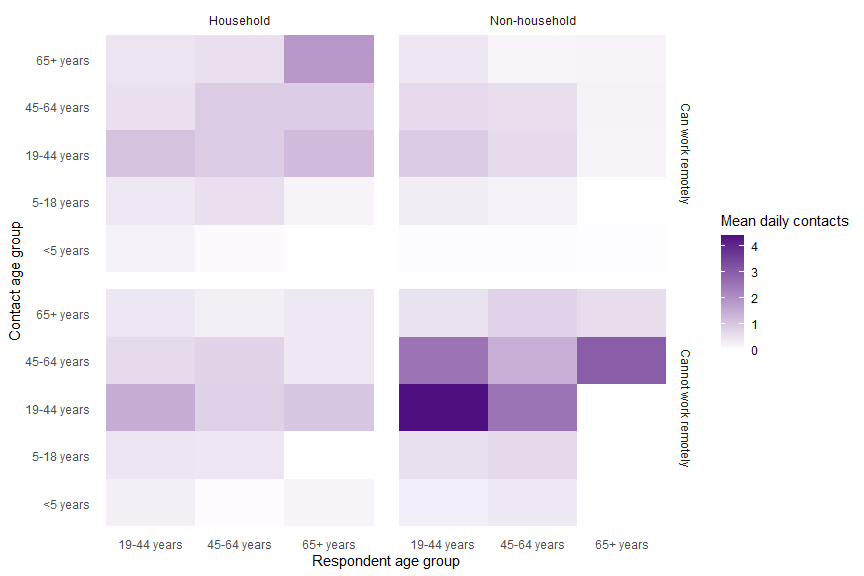 Household
Non-household
65+ years
45-64 years
19-44 years
5-18 years
<5 years
Can work remotely
65+ years
45-64 years
19-44 years
5-18 years
<5 years
Cannot work remotely
Contact age group
19-44 years
45-64 years
65+ years
19-44 years
45-64 years
65+ years
Respondent age group
Mean daily contacts
4
3
2
1
0